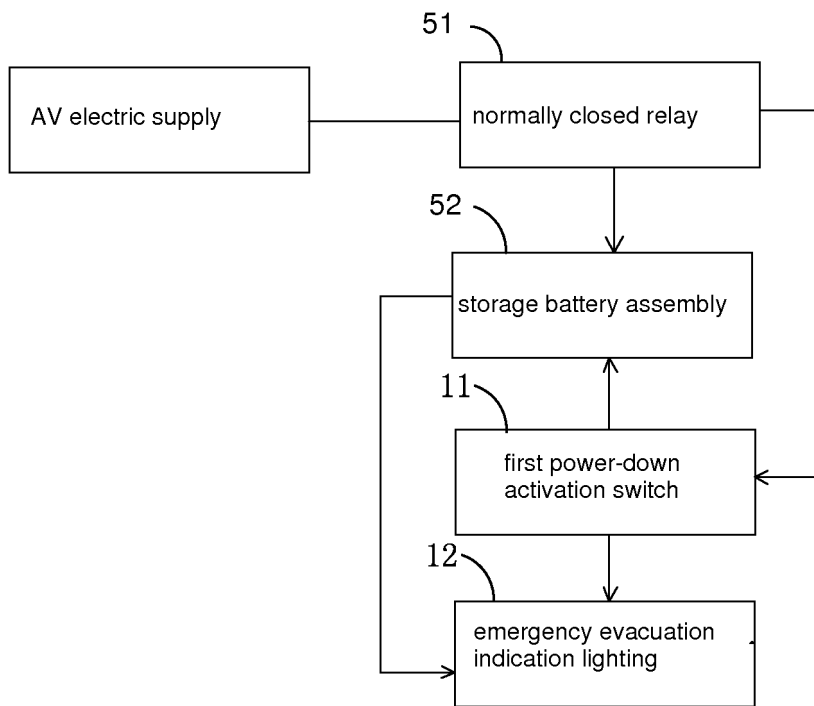 51
AV electric supply
normally closed relay
52
storage battery assembly
11
first power-down
activation switch
12
emergency evacuation
indication lighting